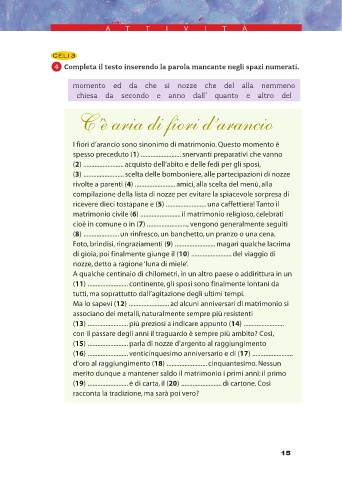 ATTIVITÀ
CELI 3
4 Completa il testo inserendo la parola mancante negli spazi numerati.
momento ed da che si nozze che del alla nemmeno
chiesa da secondo e anno dall' quanto e altro del
C'è aria di fiori d'arancio
I fiori d'arancio sono sinonimo di matrimonio. Questo momento è
spesso preceduto (1) ........................ snervanti preparativi che vanno
(2) ........................ acquisto dell'abito e delle fedi per gli sposi,
(3) ........................ scelta delle bomboniere, alle partecipazioni di nozze
rivolte a parenti (4) ........................ amici, alla scelta del menù, alla
compilazione della lista di nozze per evitare la spiacevole sorpresa di
ricevere dieci tostapane e (5) ........................ una caffettiera! Tanto il
matrimonio civile (6) ........................ il matrimonio religioso, celebrati
cioè in comune o in (7) ........................, vengono generalmente seguiti
(8) ........................ un rinfresco, un banchetto, un pranzo o una cena.
Foto, brindisi, ringraziamenti (9) ........................ magari qualche lacrima
di gioia, poi finalmente giunge il (10) ........................ del viaggio di
nozze, detto a ragione 'luna di miele'.
A qualche centinaio di chilometri, in un altro paese o addirittura in un
(11) ........................ continente, gli sposi sono finalmente lontani da
tutti, ma soprattutto dall'agitazione degli ultimi tempi.
Ma lo sapevi (12) ........................ ad alcuni anniversari di matrimonio si
associano dei metalli, naturalmente sempre più resistenti
(13) ........................ più preziosi a indicare appunto (14) ........................
con il passare degli anni il traguardo è sempre più ambito? Così,
(15) ........................ parla di nozze d'argento al raggiungimento
(16) ........................ venticinquesimo anniversario e di (17) ........................
d'oro al raggiungimento (18) ........................ cinquantesimo. Nessun
merito dunque a mantener saldo il matrimonio i primi anni: il primo
(19) ........................ è di carta, il (20) ........................ di cartone. Così
racconta la tradizione, ma sarà poi vero?
15